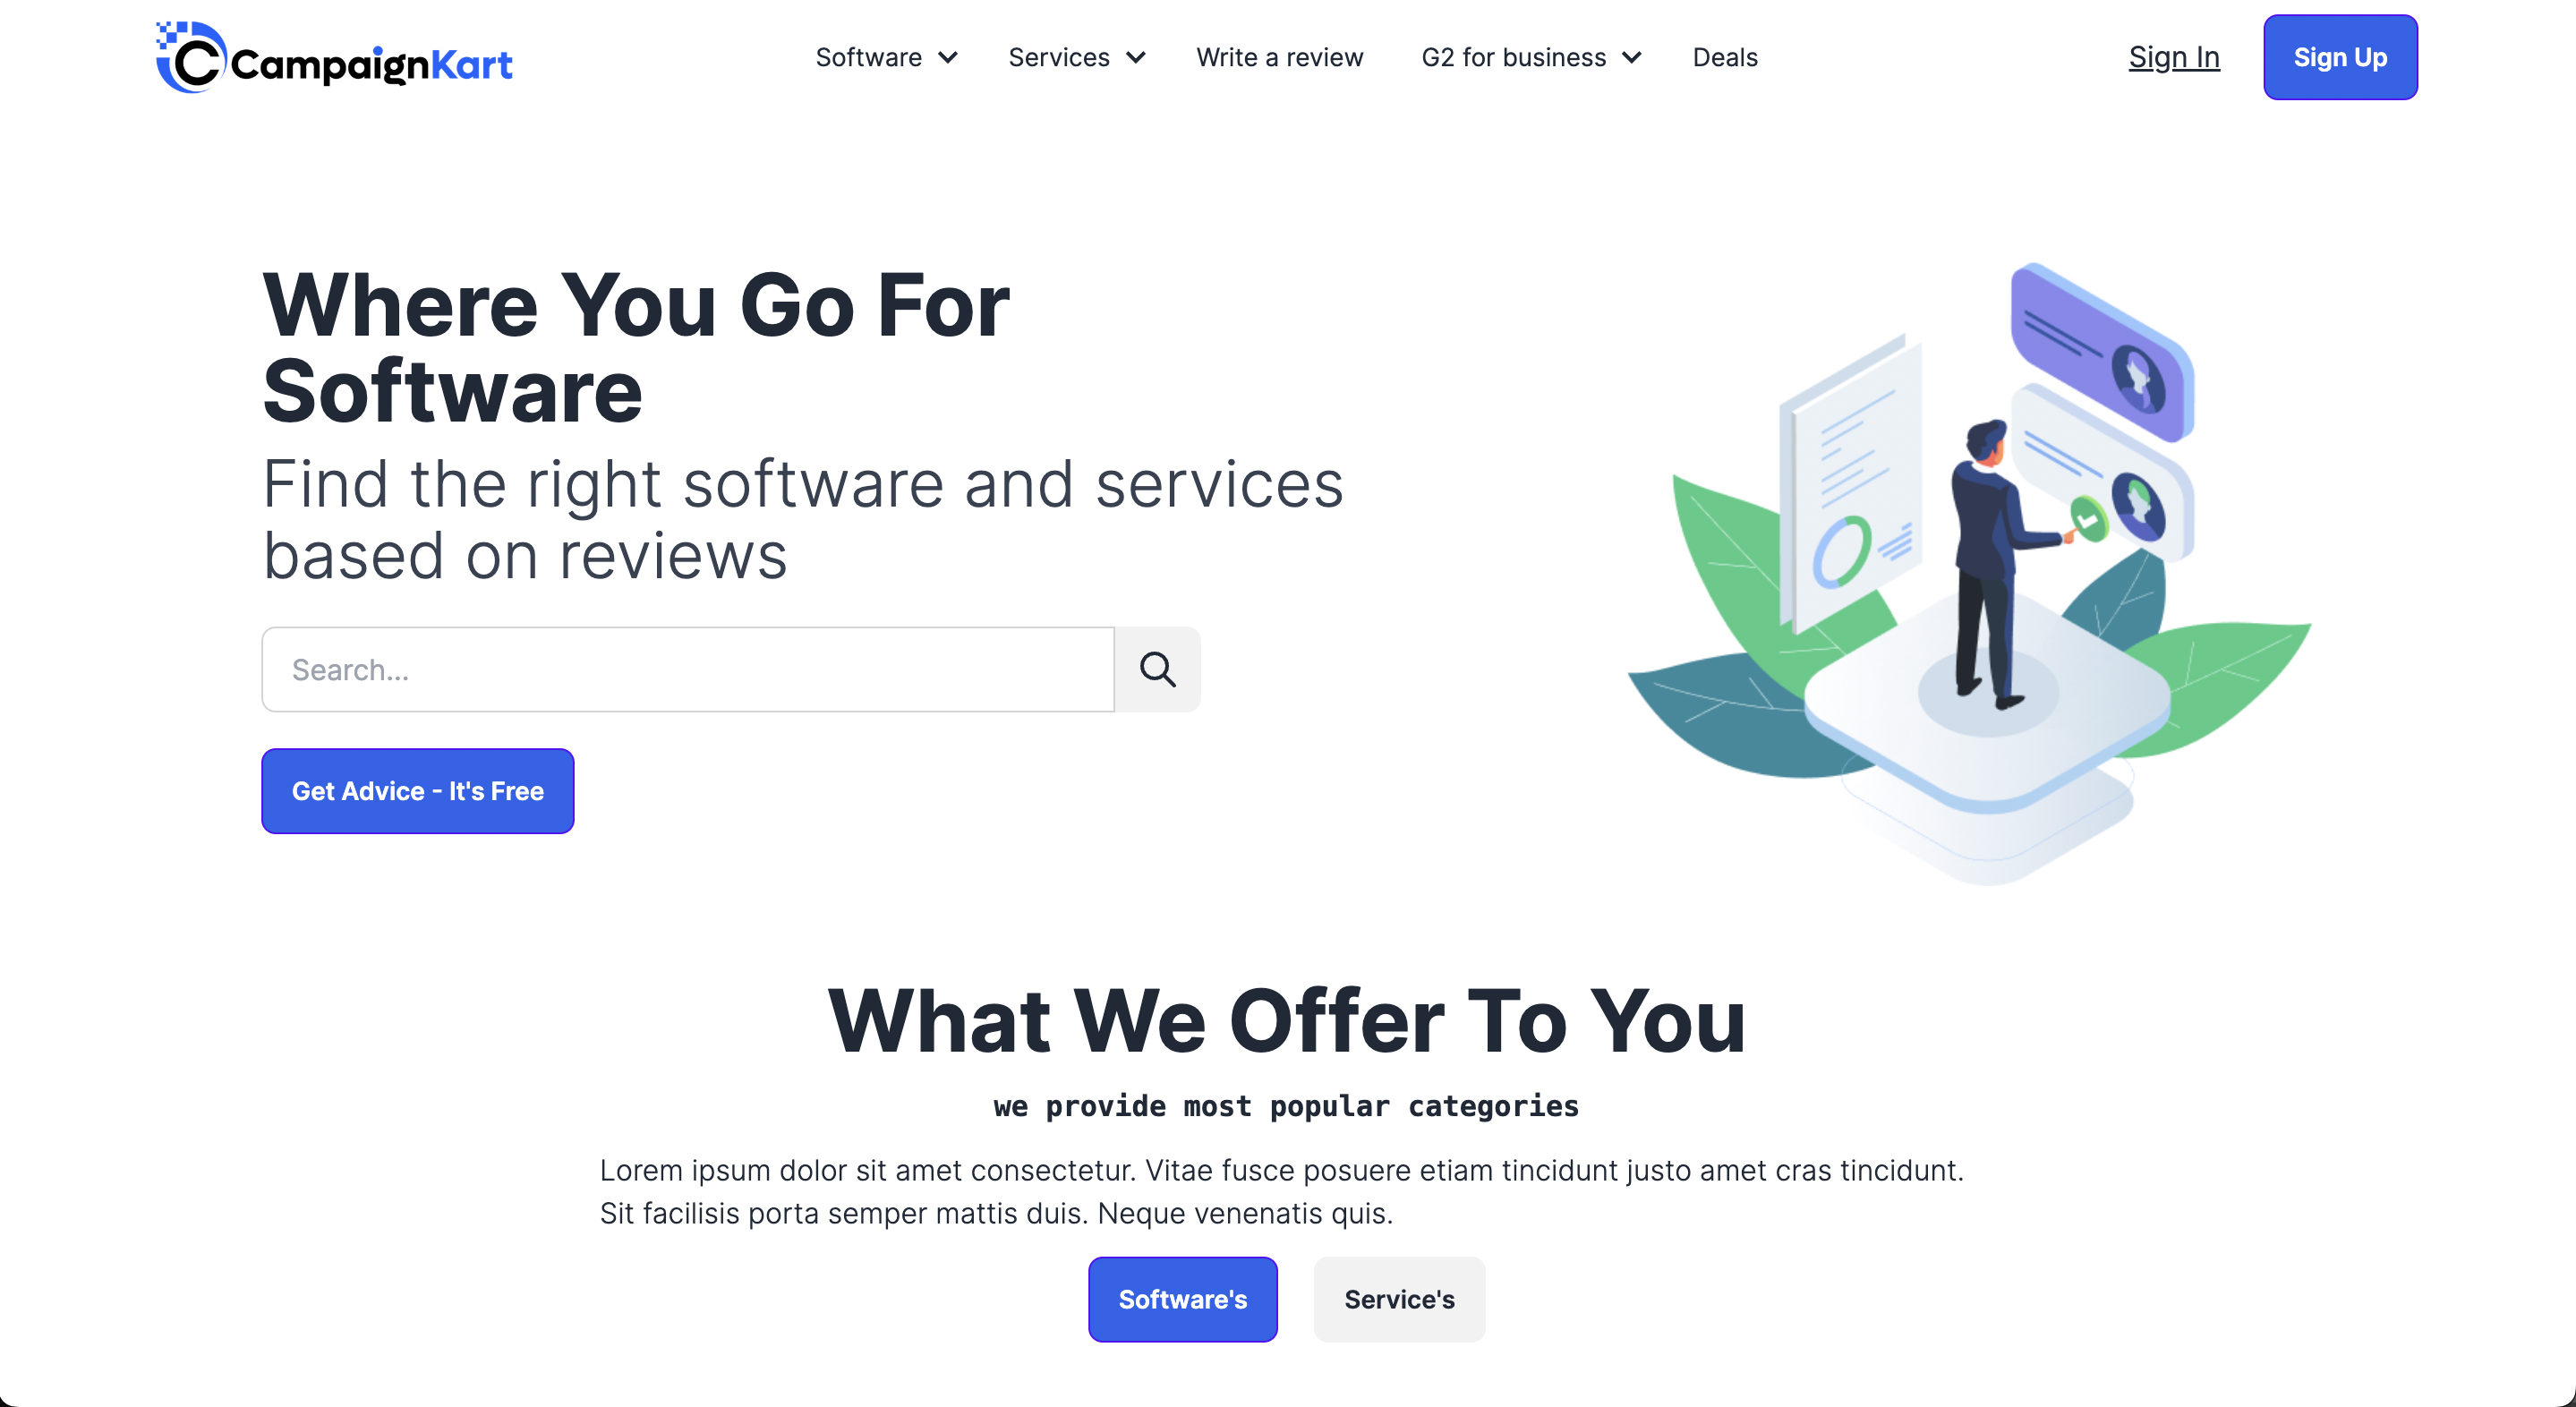 CampaignKart
Software
Services
Write a review
G2 for business
Deals
Sign In
Sign Up
Where You Go For
Software
Find the right software and services
based on reviews
Search...
Get Advice - It's Free
What We Offer To You
we provide most popular categories
Lorem ipsum dolor sit amet consectetur. Vitae fusce posuere etiam tincidunt justo amet cras tincidunt.
Sit facilisis porta semper mattis duis. Neque venenatis quis.
Software's
Service's